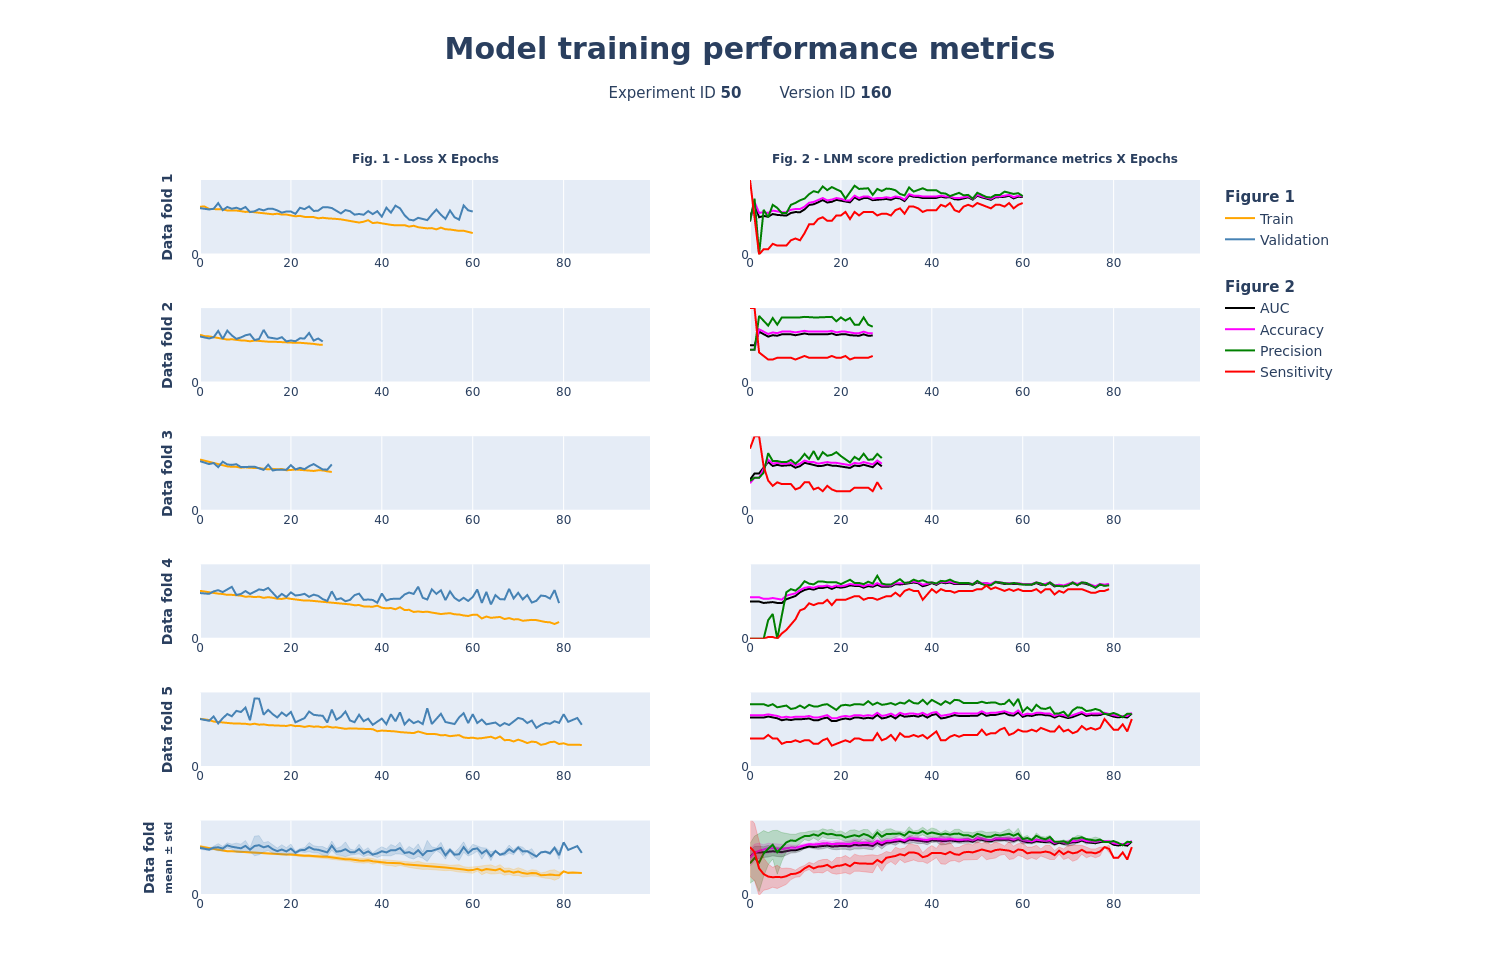 Model training performance metrics
Experiment ID 50 Version ID 160
Fig. 1 - Loss X Epochs
Fig. 2 - LNM score prediction performance metrics X Epochs
Data fold 1
0
0 20 40 60 80
0
0 20 40 60 80
Figure 1
Train
Validation
Figure 2
AUC
Accuracy
Precision
Sensitivity
Data fold 2
0
0 20 40 60 80
0
0 20 40 60 80
Data fold 3
0
0 20 40 60 80
0
0 20 40 60 80
Data fold 4
0
0 20 40 60 80
0
0 20 40 60 80
Data fold 5
0
0 20 40 60 80
0
0 20 40 60 80
Data fold
mean ± std
0
0 20 40 60 80
0
0 20 40 60 80